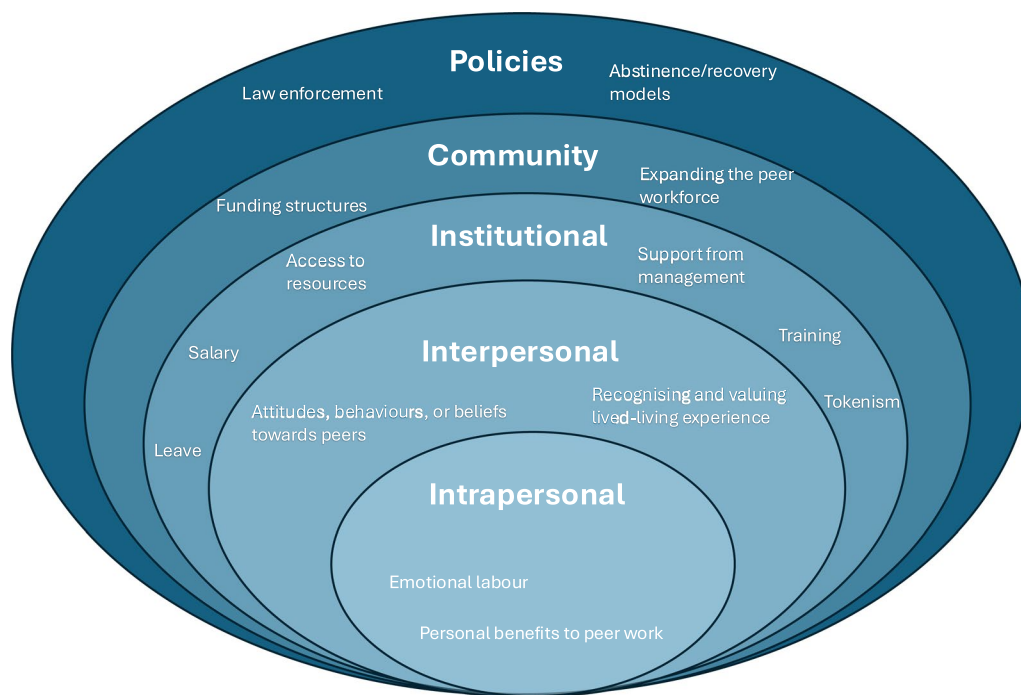 Policies
Law enforcement
Abstinence/recovery
models
Community
Funding structures
Expanding the peer
workforce
Institutional
Access to
resources
Support from
management
Salary
Training
Leave
Tokenism
Interpersonal
Attitudes, behaviours, or beliefs
towards peers
Recognising and valuing
lived-living experience
Intrapersonal
Emotional labour
Personal benefits to peer work